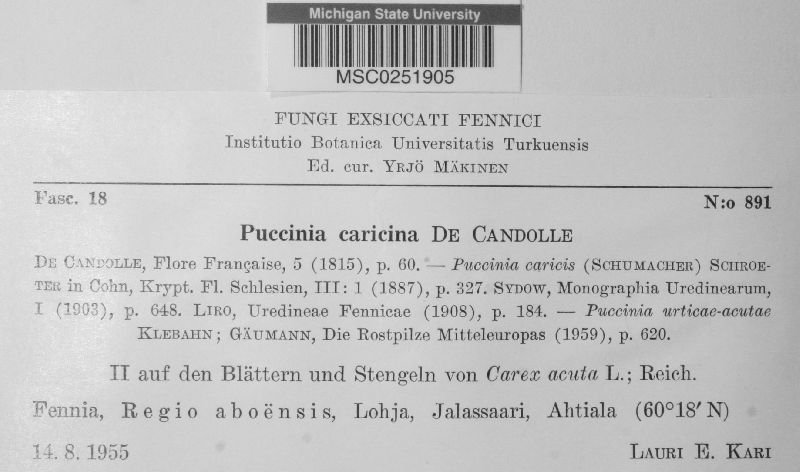 Michigan State University
MSC0251905
FUNGI EXSICCATI FENNICI
Institutio Botanica Universitatis Turkuensis
Ed. cur. YRJÖ MÄKINEN
Fasc. 18 N:o 891
Puccinia caricina DE CANDOLLE
DE CANDOLLE, Flore Française, 5 (1815), p. 60. — Puccinia caricis (SCHUMACHER) SCHROE-
TER in Cohn, Krypt. Fl. Schlesien, III: 1 (1887), p. 327. SYDOW, Monographia Uredinearum,
I (1903), p. 648. LIRO, Uredineae Fennicae (1908), p. 184. — Puccinia urticae-acutae
KLEBAHN; GÄUMANN, Die Rostpilze Mitteleuropas (1959), p. 620.
II auf den Blättern und Stengeln von Carex acuta L.; Reich.
Fennia, Regio aboënsis, Lohja, Jalassaari, Ahtiala (60°18′ N)
14. 8. 1955 LAURI E. KARI